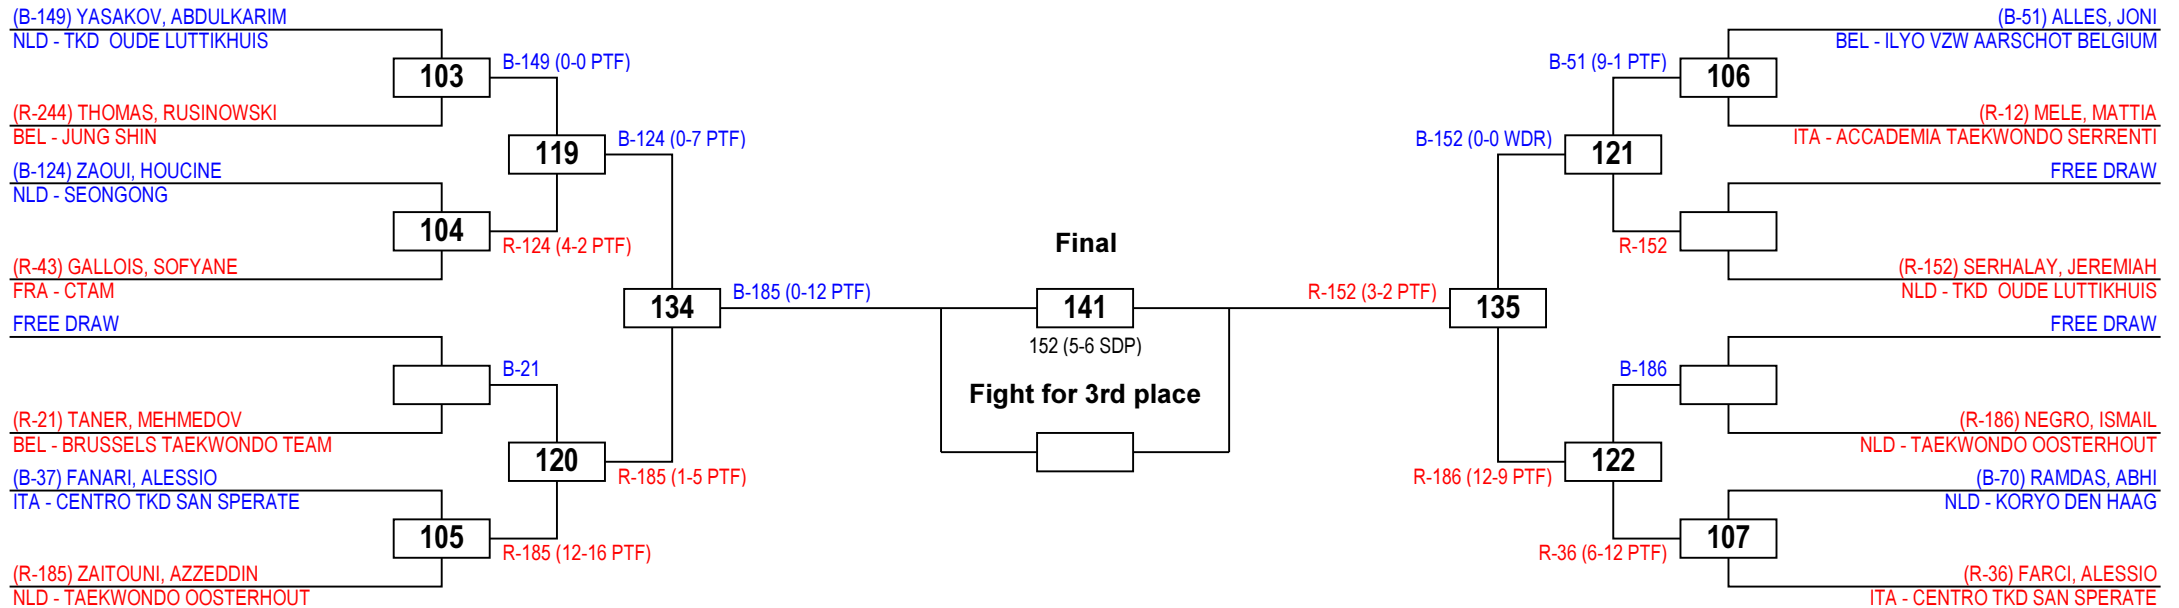 (B-149) YASAKOV, ABDULKARIM
NLD - TKD  OUDE LUTTIKHUIS
103
B-149 (0-0 PTF)
(R-244) THOMAS, RUSINOWSKI
BEL - JUNG SHIN
119
B-124 (0-7 PTF)
(B-124) ZAOUI, HOUCINE
NLD - SEONGONG
104
R-124 (4-2 PTF)
(R-43) GALLOIS, SOFYANE
FRA - CTAM
134
B-185 (0-12 PTF)
FREE DRAW
B-21
(R-21) TANER, MEHMEDOV
BEL - BRUSSELS TAEKWONDO TEAM
120
R-185 (1-5 PTF)
(B-37) FANARI, ALESSIO
ITA - CENTRO TKD SAN SPERATE
105
R-185 (12-16 PTF)
(R-185) ZAITOUNI, AZZEDDIN
NLD - TAEKWONDO OOSTERHOUT
Final
141
152 (5-6 SDP)
Fight for 3rd place
(B-51) ALLES, JONI
BEL - ILYO VZW AARSCHOT BELGIUM
B-51 (9-1 PTF)
106
(R-12) MELE, MATTIA
ITA - ACCADEMIA TAEKWONDO SERRENTI
B-152 (0-0 WDR)
121
FREE DRAW
R-152
(R-152) SERHALAY, JEREMIAH
NLD - TKD  OUDE LUTTIKHUIS
R-152 (3-2 PTF)
135
FREE DRAW
B-186
(R-186) NEGRO, ISMAIL
NLD - TAEKWONDO OOSTERHOUT
R-186 (12-9 PTF)
122
(B-70) RAMDAS, ABHI
NLD - KORYO DEN HAAG
R-36 (6-12 PTF)
107
(R-36) FARCI, ALESSIO
ITA - CENTRO TKD SAN SPERATE